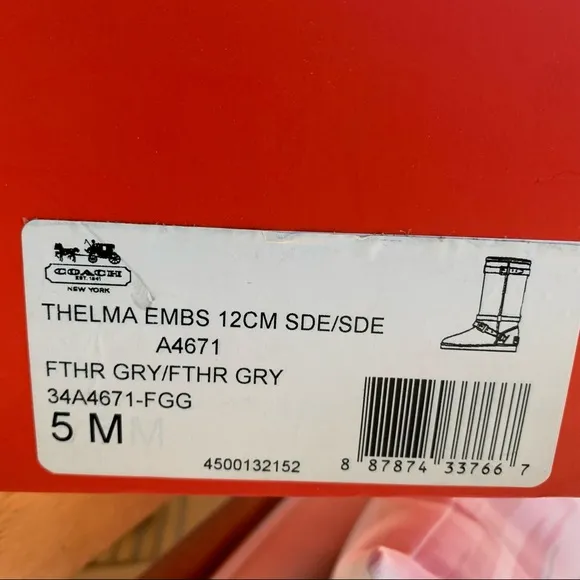 COACH
EST. 1941
NEW YORK
THELMA EMBS 12CM SDE/SDE
A4671
FTHR GRY/FTHR GRY
34A4671-FGG
5 M
4500132152
8 87874 33766 7